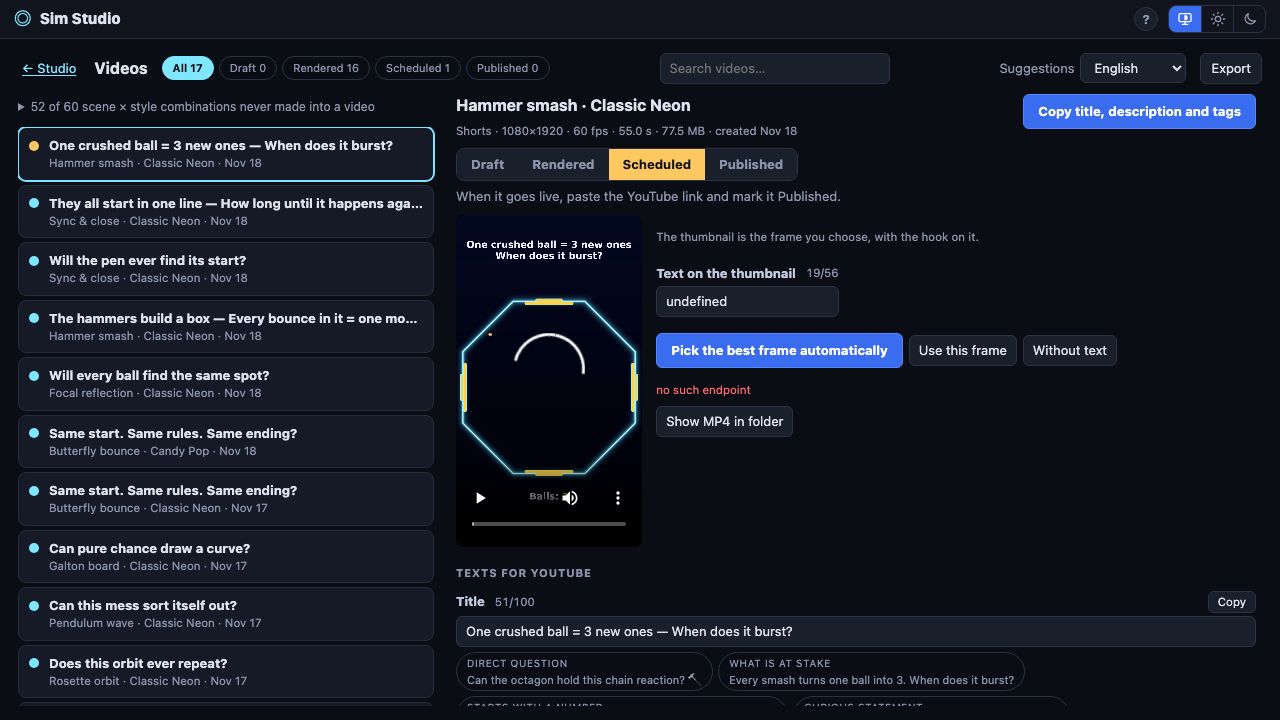 Sim Studio
?
← Studio
Videos
All 17
Draft 0
Rendered 16
Scheduled 1
Published 0
Search videos...
Suggestions
English
Export
52 of 60 scene × style combinations never made into a video
One crushed ball = 3 new ones — When does it burst?
Hammer smash · Classic Neon · Nov 18
They all start in one line — How long until it happens aga...
Sync & close · Classic Neon · Nov 18
Will the pen ever find its start?
Sync & close · Classic Neon · Nov 18
The hammers build a box — Every bounce in it = one mo...
Hammer smash · Classic Neon · Nov 18
Will every ball find the same spot?
Focal reflection · Classic Neon · Nov 18
Same start. Same rules. Same ending?
Butterfly bounce · Candy Pop · Nov 18
Same start. Same rules. Same ending?
Butterfly bounce · Classic Neon · Nov 17
Can pure chance draw a curve?
Galton board · Classic Neon · Nov 17
Can this mess sort itself out?
Pendulum wave · Classic Neon · Nov 17
Does this orbit ever repeat?
Rosette orbit · Classic Neon · Nov 17
Hammer smash · Classic Neon
Copy title, description and tags
Shorts · 1080×1920 · 60 fps · 55.0 s · 77.5 MB · created Nov 18
Draft
Rendered
Scheduled
Published
When it goes live, paste the YouTube link and mark it Published.
One crushed ball = 3 new ones
When does it burst?
Balls:
The thumbnail is the frame you choose, with the hook on it.
Text on the thumbnail 19/56
undefined
Pick the best frame automatically
Use this frame
Without text
no such endpoint
Show MP4 in folder
TEXTS FOR YOUTUBE
Title 51/100
Copy
One crushed ball = 3 new ones — When does it burst?
DIRECT QUESTION
Can the octagon hold this chain reaction? 🔨
WHAT IS AT STAKE
Every smash turns one ball into 3. When does it burst?
STARTS WITH A NUMBER
CURIOUS STATEMENT